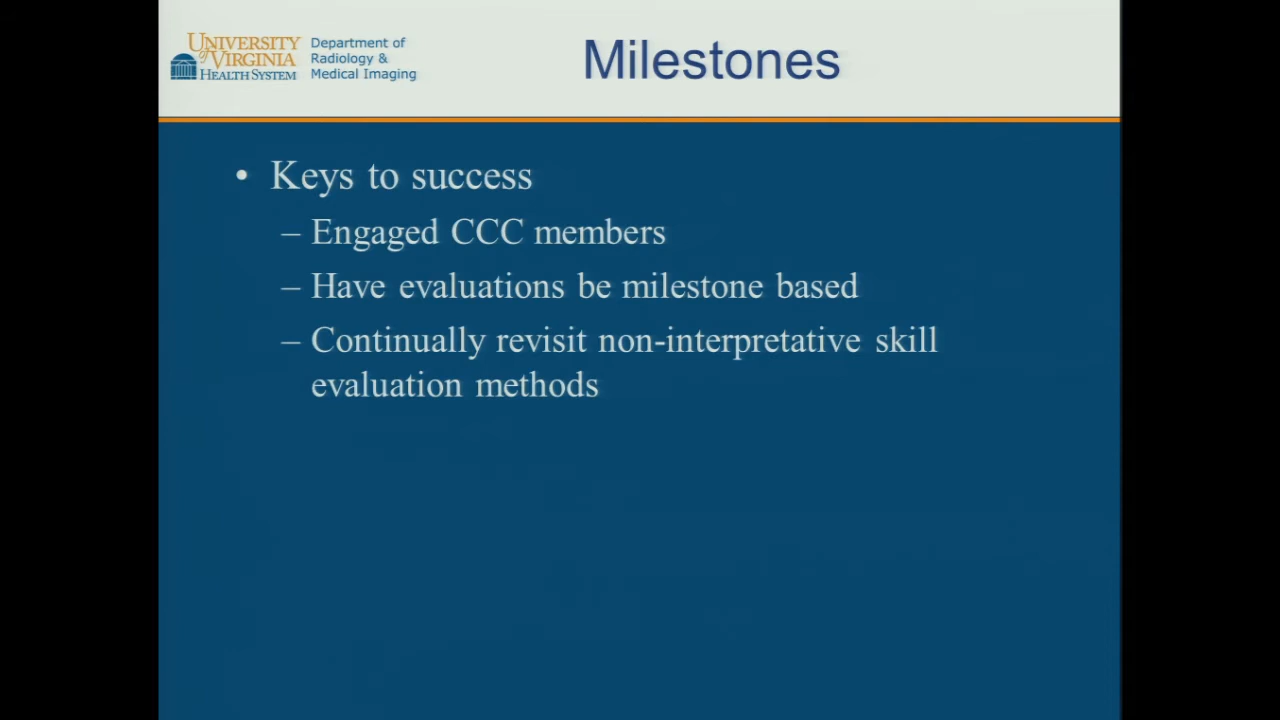 UNIVERSITY
of VIRGINIA
HEALTH SYSTEM
Department of
Radiology &
Medical Imaging
Milestones
• Keys to success
– Engaged CCC members
– Have evaluations be milestone based
– Continually revisit non-interpretative skill
evaluation methods